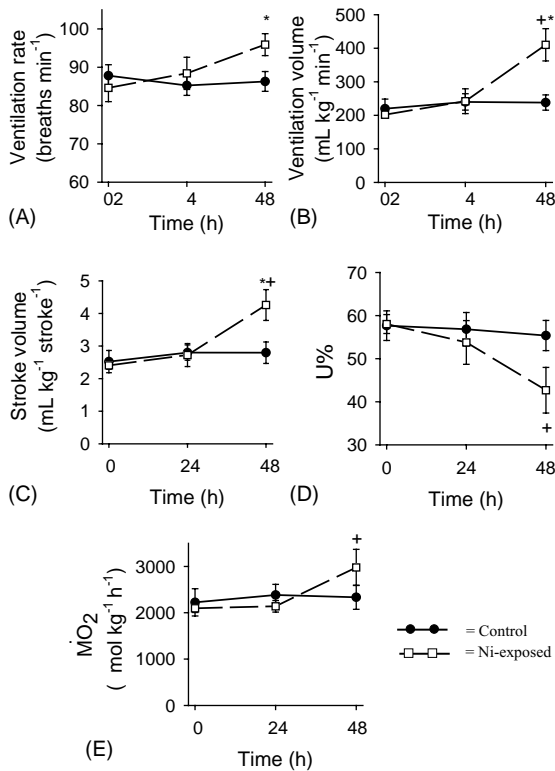 *
100
90
80
70
60
Ventilation rate
(breaths min-1)
02 4 48
Time (h)
(A)
+*
500
400
300
200
100
0
Ventilation volume
(mL kg-1 min-1)
02 4 48
Time (h)
(B)
*+
5
4
3
2
1
0
Stroke volume
(mL kg-1 stroke-1)
0 24 48
Time (h)
(C)
70
60
50
40
30
U%
+
0 24 48
Time (h)
(D)
+
3000
2000
1000
0
ṀO2
( mol kg-1 h-1)
0 24 48
Time (h)
(E)
= Control
= Ni-exposed